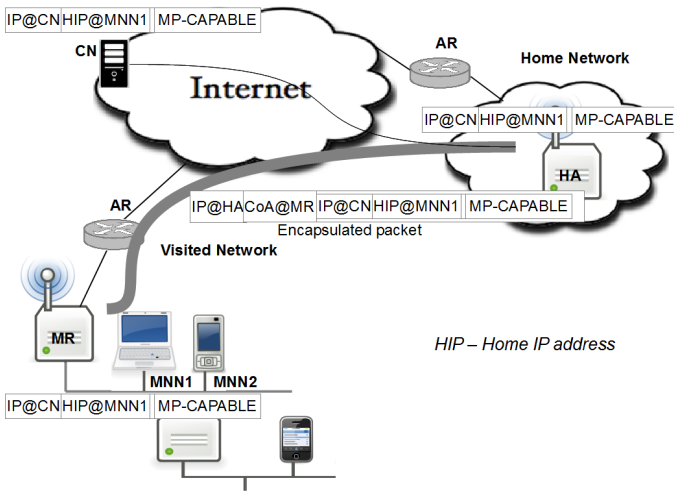 IP@CN HIP@MNN1 MP-CAPABLE
CN
AR
Home Network
Internet
IP@CN HIP@MNN1 MP-CAPABLE
HA
AR
IP@HA CoA@MR IP@CN HIP@MNN1 MP-CAPABLE
Encapsulated packet
Visited Network
MR
HIP – Home IP address
MNN1 MNN2
IP@CN HIP@MNN1 MP-CAPABLE